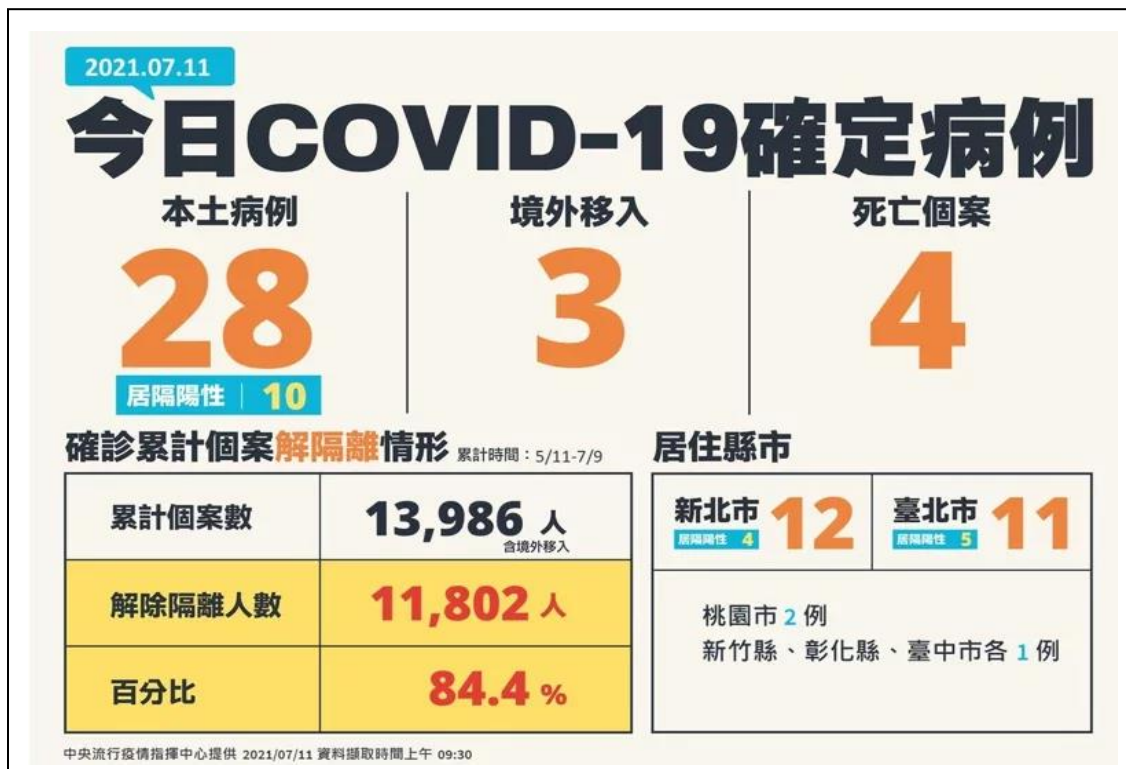 2021.07.11
今日COVID-19確定病例
本土病例
28
居隔陽性 | 10
境外移入
3
死亡個案
4
確診累計個案解隔離情形 累計時間：5/11-7/9
累計個案數 13,986 人
含境外移入
解除隔離人數 11,802 人
百分比 84.4 %
居住縣市
新北市 12
居隔陽性 4
臺北市 11
居隔陽性 5
桃園市 2 例
新竹縣、彰化縣、臺中市各 1 例
中央流行疫情指揮中心提供 2021/07/11 資料擷取時間上午 09:30